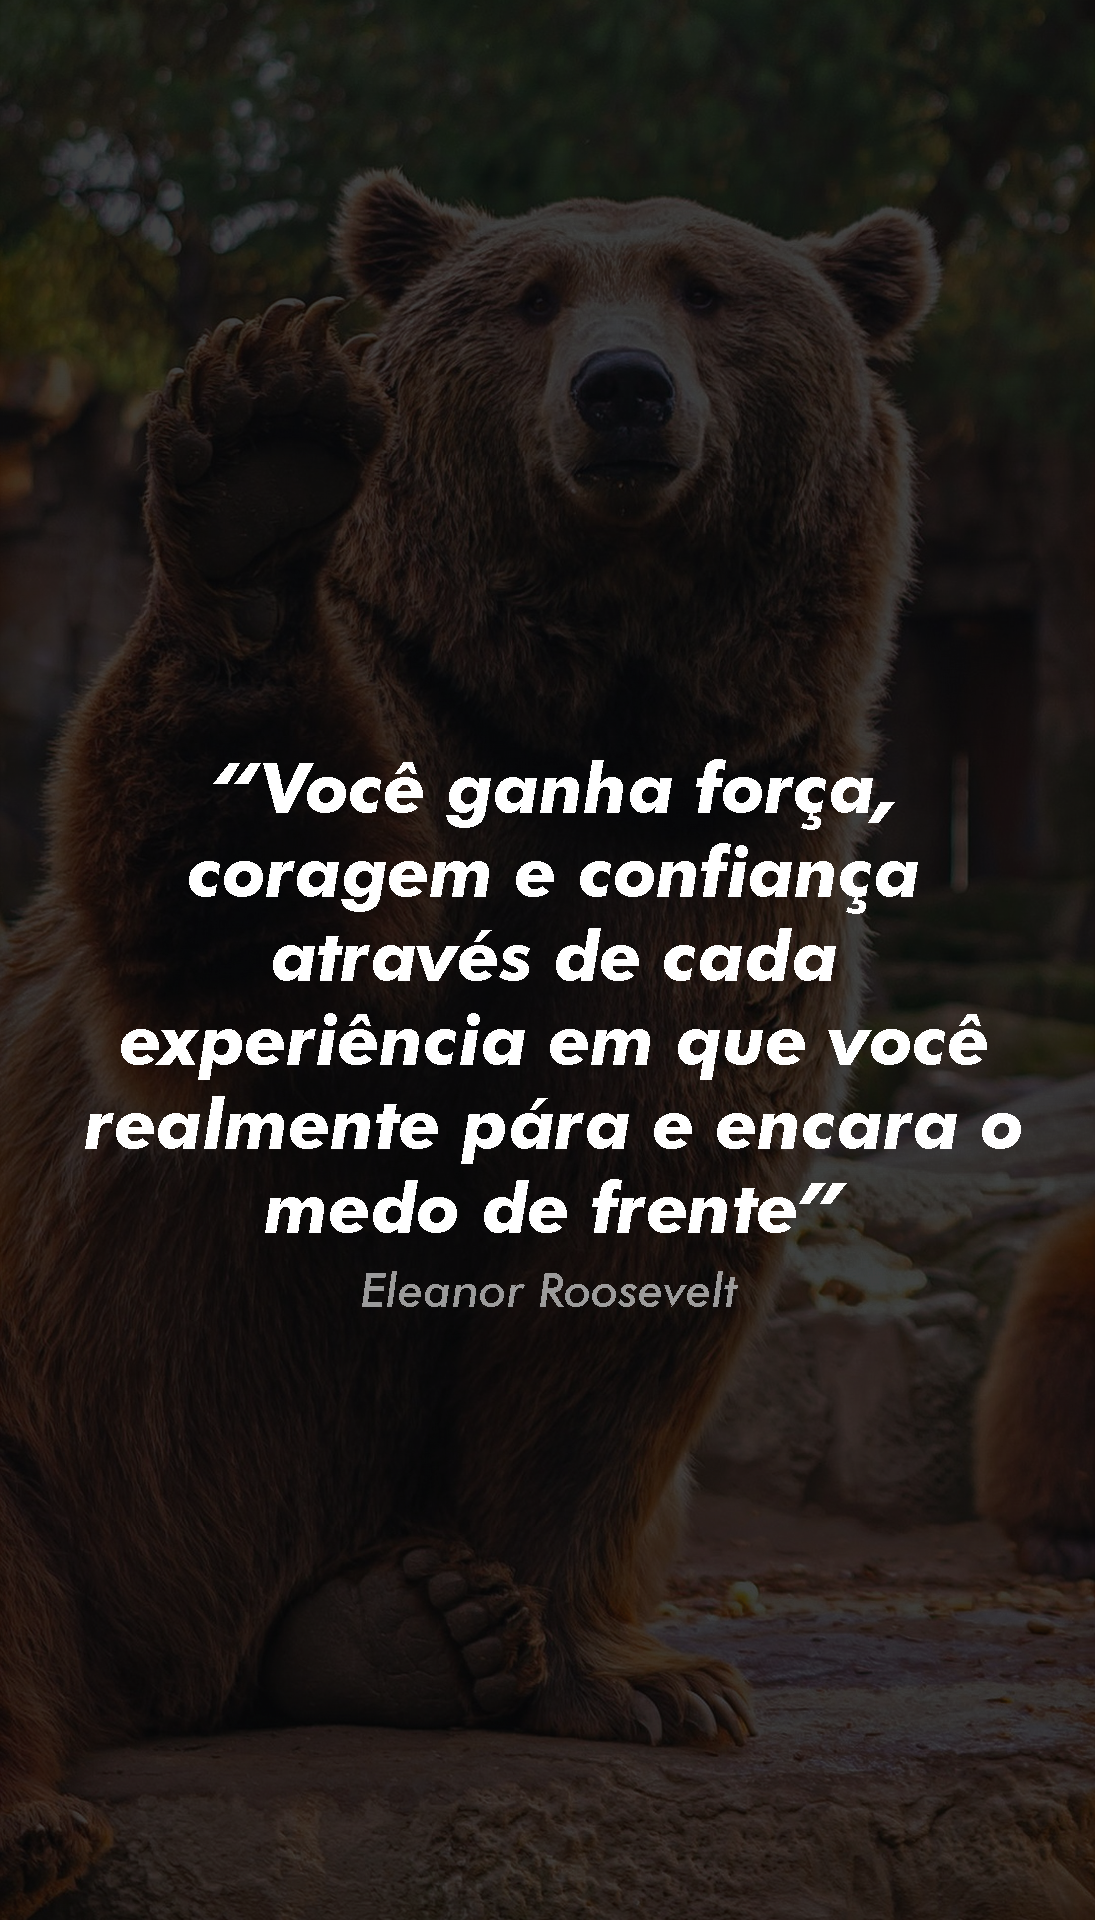 “Você ganha força,
coragem e confiança
através de cada
experiência em que você
realmente pára e encara o
medo de frente”
Eleanor Roosevelt